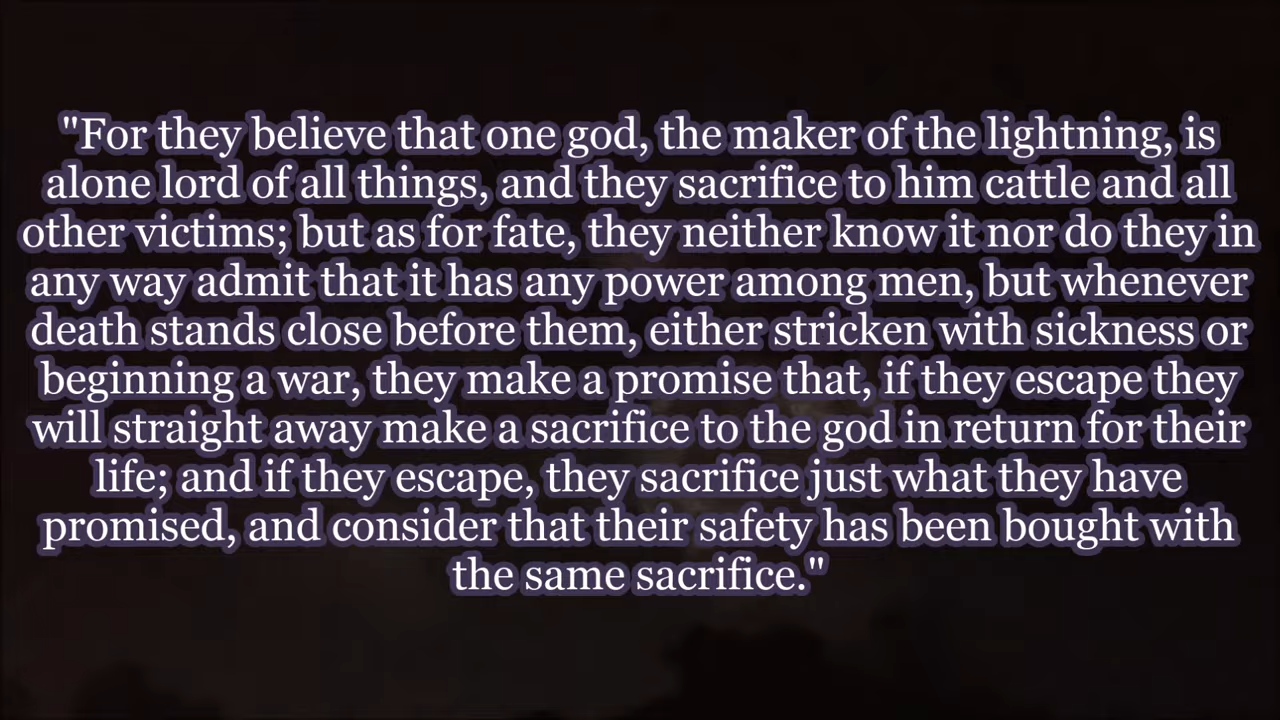 "For they believe that one god, the maker of the lightning, is
alone lord of all things, and they sacrifice to him cattle and all
other victims; but as for fate, they neither know it nor do they in
any way admit that it has any power among men, but whenever
death stands close before them, either stricken with sickness or
beginning a war, they make a promise that, if they escape they
will straight away make a sacrifice to the god in return for their
life; and if they escape, they sacrifice just what they have
promised, and consider that their safety has been bought with
the same sacrifice."